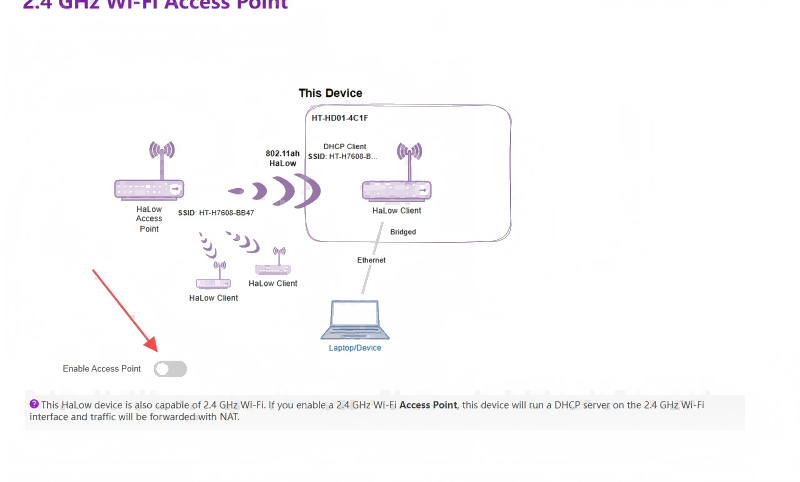 2.4 GHz Wi-Fi Access Point
This Device
HT-HD01-4C1F
DHCP Client
802.11ah
HaLow
SSID: HT-H7608-B...
HaLow
Access
Point
SSID: HT-H7608-BB47
HaLow Client
Bridged
Ethernet
HaLow Client
HaLow Client
Laptop/Device
Enable Access Point
This HaLow device is also capable of 2.4 GHz Wi-Fi. If you enable a 2.4 GHz Wi-Fi Access Point, this device will run a DHCP server on the 2.4 GHz Wi-Fi
interface and traffic will be forwarded with NAT.